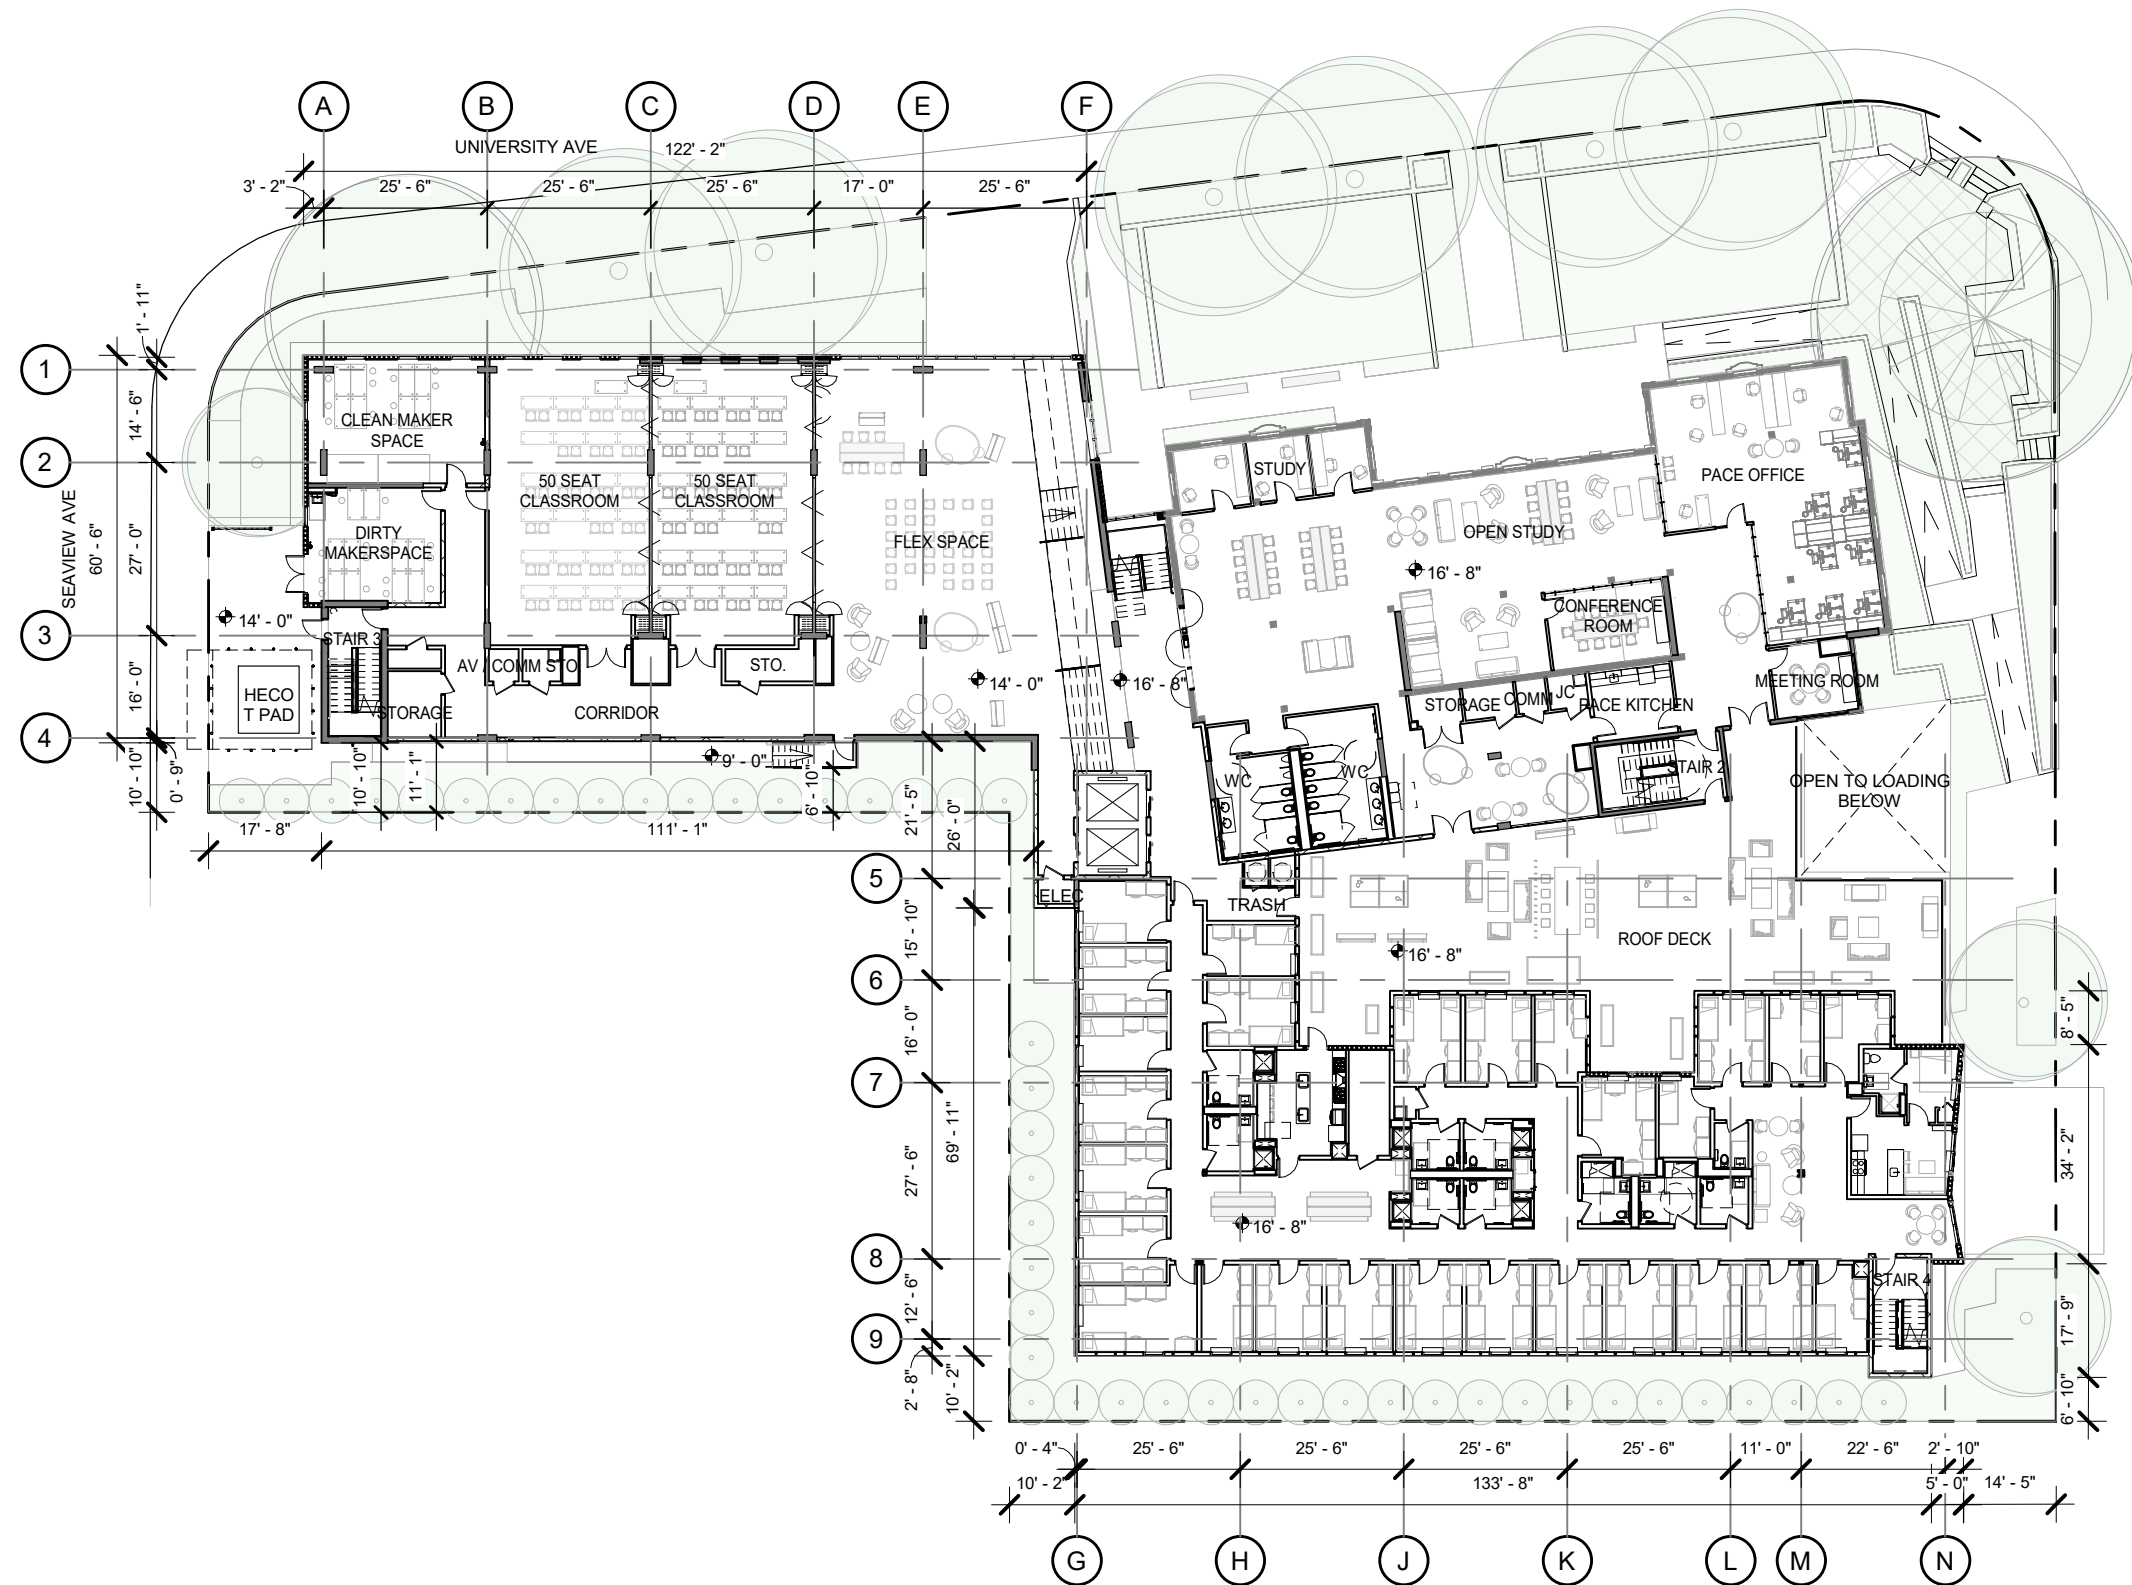 A
B
C
D
E
F
UNIVERSITY AVE
122' - 2"
3' - 2"
25' - 6"
25' - 6"
25' - 6"
17' - 0"
25' - 6"
1' - 11"
1
14' - 6"
2
SEAVIEW AVE
60' - 6"
27' - 0"
3
16' - 0"
4
10' - 10"
0' - 9"
CLEAN MAKER
SPACE
DIRTY
MAKERSPACE
50 SEAT
CLASSROOM
50 SEAT
CLASSROOM
FLEX SPACE
14' - 0"
STAIR 3
HECO
T PAD
STORAGE
AV / COMM
STO
STO.
CORRIDOR
14' - 0"
9' - 0"
10' - 10"
11' - 1"
6' - 10"
17' - 8"
111' - 1"
21' - 5"
26' - 0"
STUDY
PACE OFFICE
OPEN STUDY
16' - 8"
CONFERENCE
ROOM
16' - 8"
MEETING ROOM
STORAGE
COMM
JC
PACE KITCHEN
WC
WC
STAIR 2
OPEN TO LOADING
BELOW
5
ELEC
TRASH
15' - 10"
ROOF DECK
16' - 8"
6
16' - 0"
8' - 5"
7
69' - 11"
27' - 6"
34' - 2"
16' - 8"
8
STAIR 4
12' - 6"
17' - 9"
9
2' - 8"
10' - 2"
6' - 10"
0' - 4"
25' - 6"
25' - 6"
25' - 6"
25' - 6"
11' - 0"
22' - 6"
2' - 10"
10' - 2"
133' - 8"
5' - 0"
14' - 5"
G
H
J
K
L
M
N